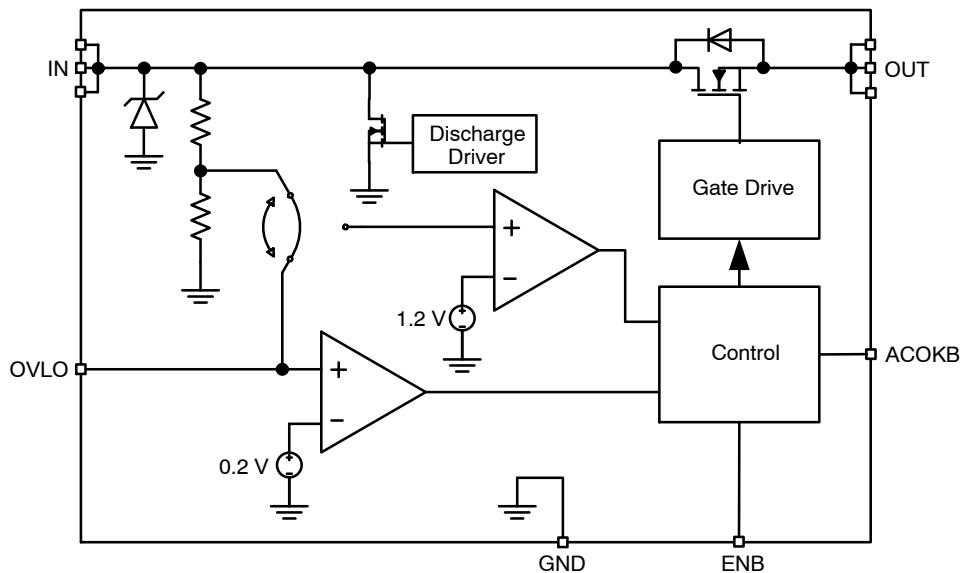 IN
OUT
Discharge
Driver
Gate Drive
+
−
1.2 V
+
−
Control
OVLO
ACOKB
+
−
0.2 V
+
−
GND
ENB